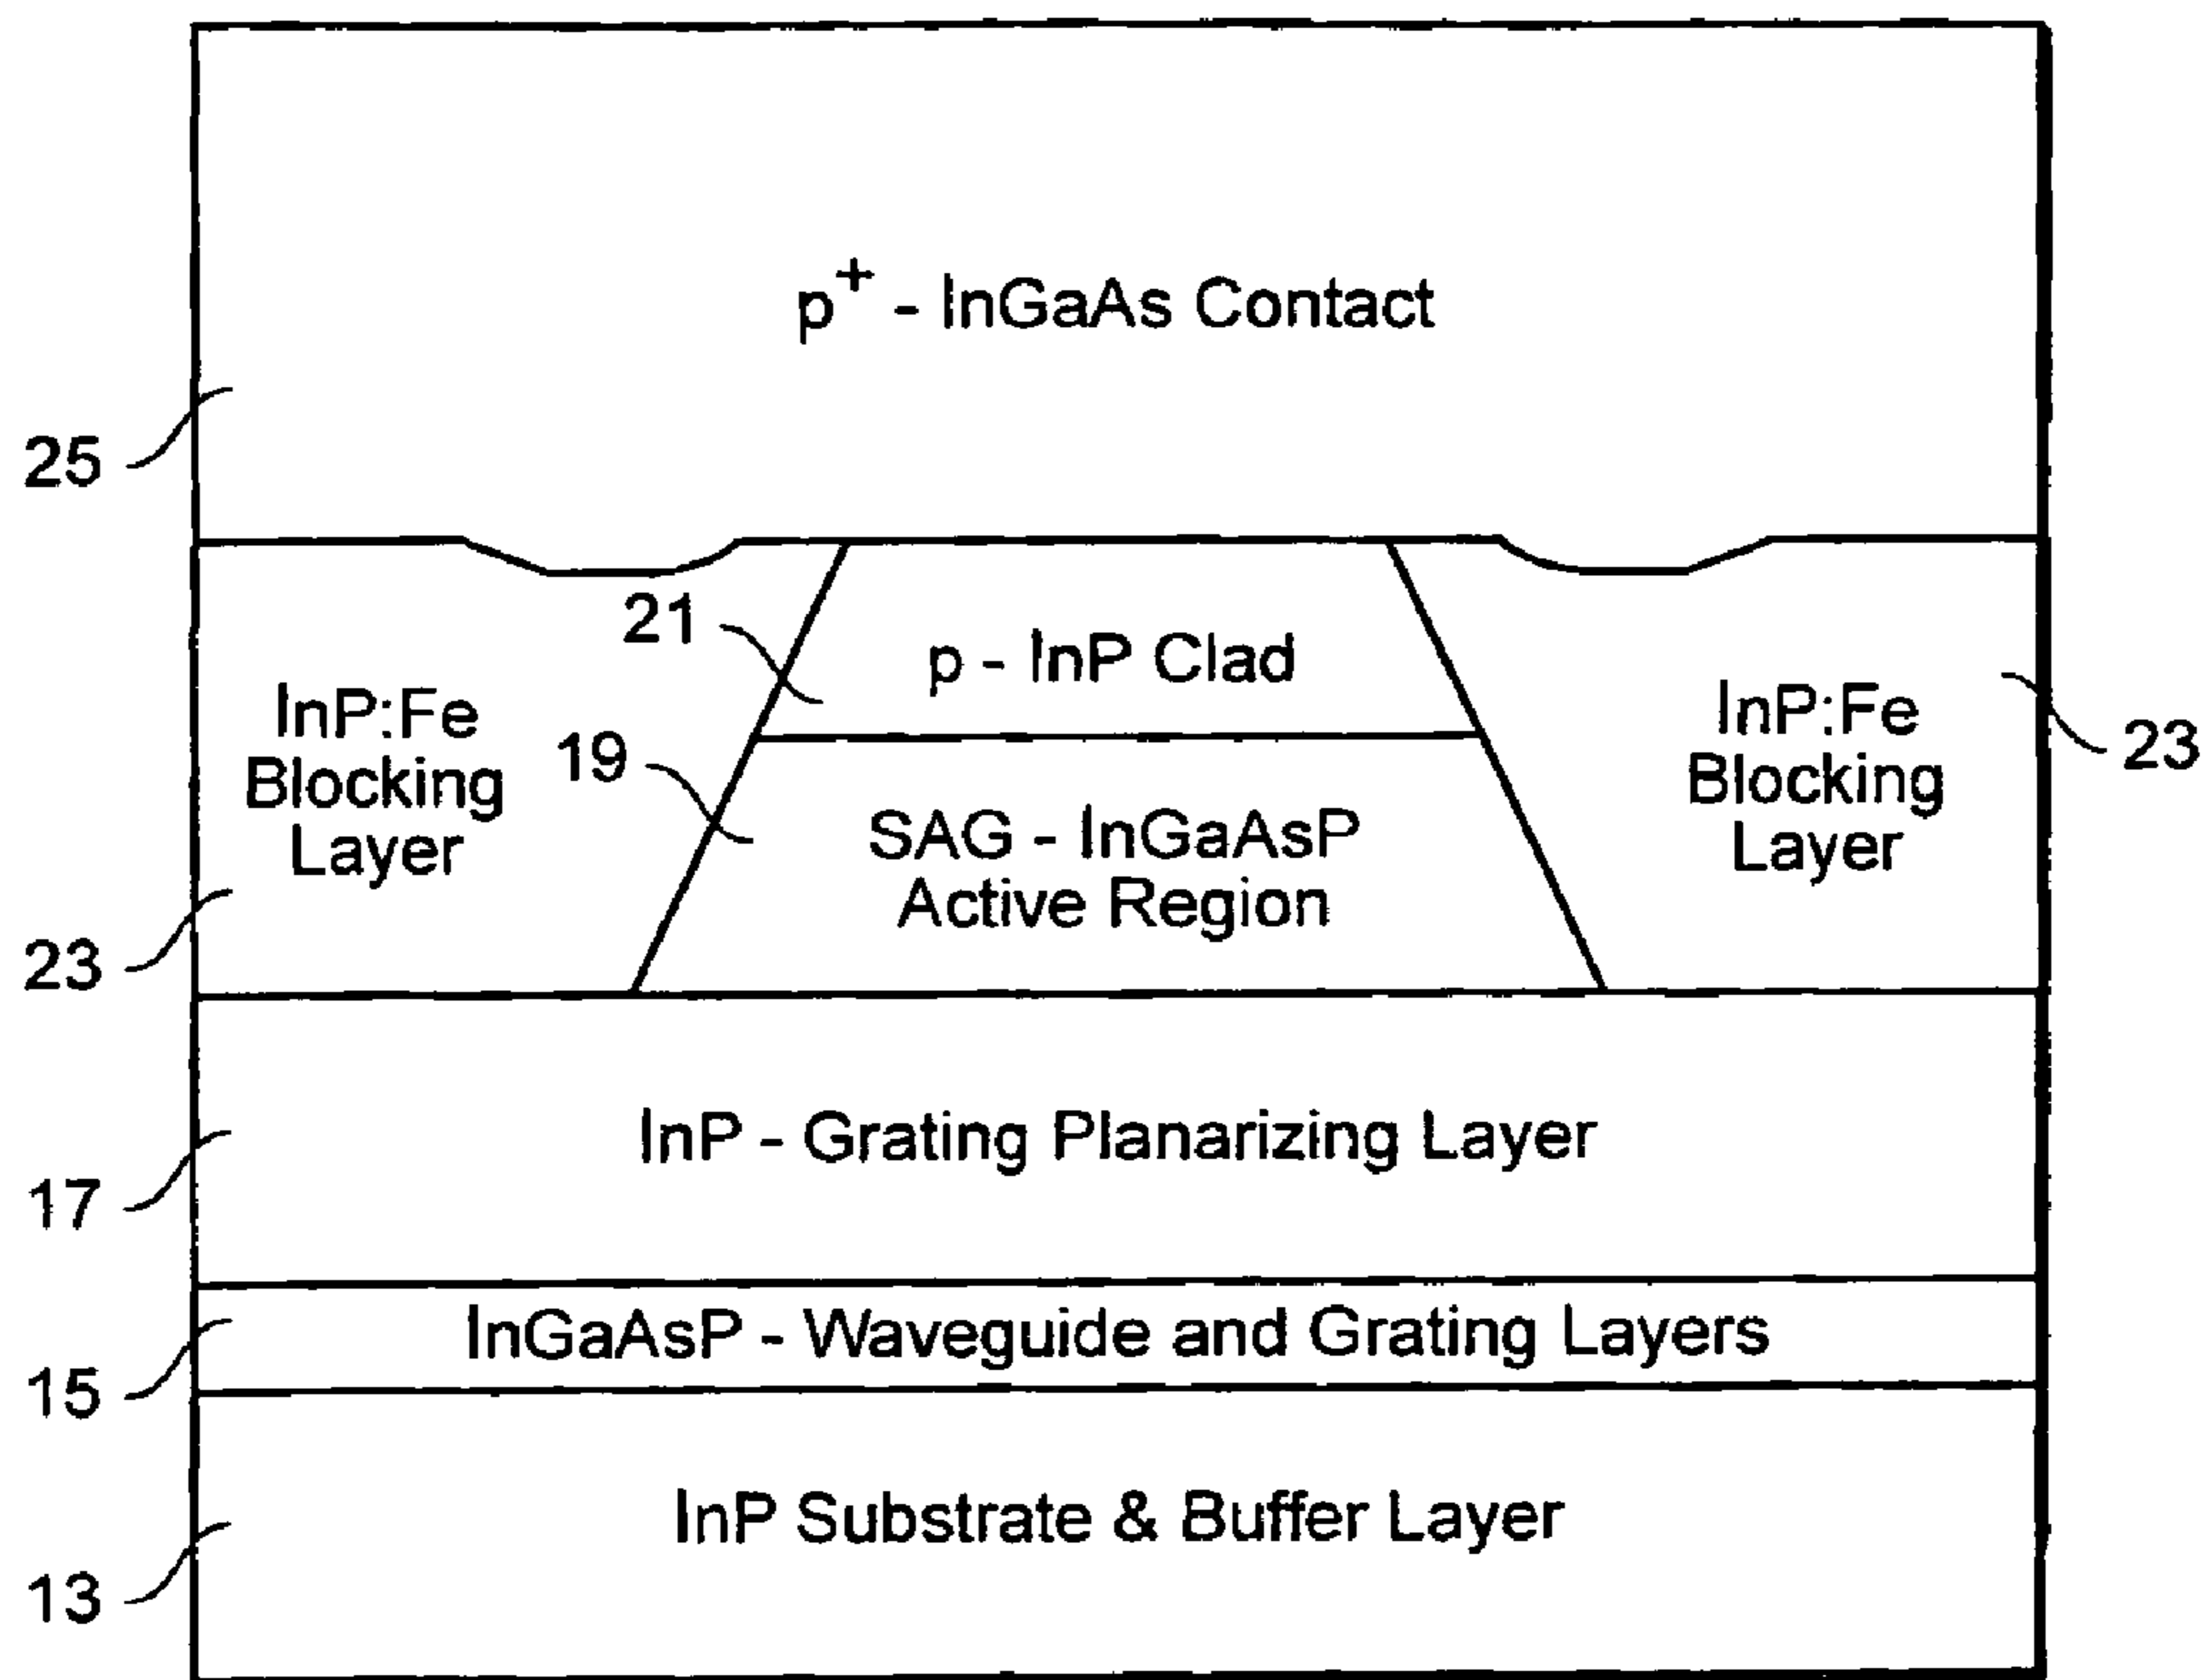 p+ - InGaAs Contact
25
21
p - InP Clad
InP:Fe
Blocking
Layer
InP:Fe
Blocking
Layer
23
19
SAG - InGaAsP
Active Region
23
InP - Grating Planarizing Layer
17
InGaAsP - Waveguide and Grating Layers
15
InP Substrate & Buffer Layer
13